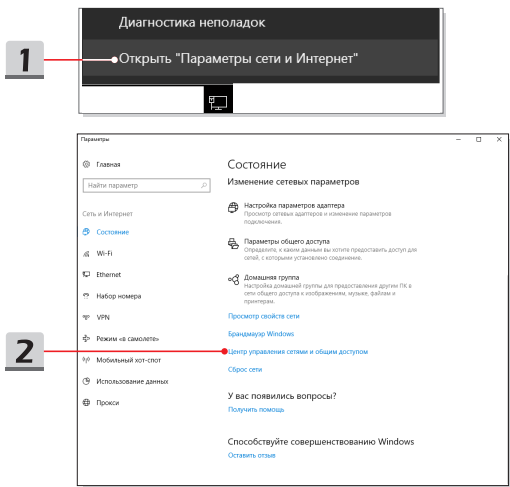 Диагностика неполадок
1
Открыть "Параметры сети и Интернет"
Параметры
Главная
Найти параметр
Сеть и Интернет
Состояние
Wi-Fi
Ethernet
Набор номера
VPN
Режим «в самолете»
Мобильный хот-спот
Использование данных
Прокси
2
Состояние
Изменение сетевых параметров
Настройка параметров адаптера
Просмотр сетевых адаптеров и изменение параметров
подключения.
Параметры общего доступа
Определите, к каким данным вы хотите предоставить доступ для
сетей, с которыми установлено соединение.
Домашняя группа
Настройка домашней группы для предоставления другим ПК в
сети общего доступа к изображениям, музыке, файлам и
принтерам.
Просмотр свойств сети
Брандмауэр Windows
Центр управления сетями и общим доступом
Сброс сети
У вас появились вопросы?
Получить помощь
Способствуйте совершенствованию Windows
Оставить отзыв